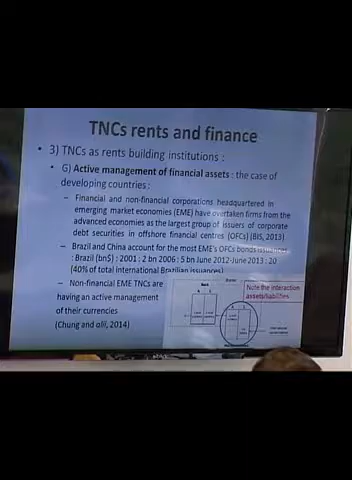 TNCs rents and finance
3) TNCs as rents building institutions :
G) Active management of financial assets : the case of
developing countries :
Financial and non-financial corporations headquartered in
emerging market economies (EME) have overtaken firms from the
advanced economies as the largest group of issuers of corporate
debt securities in offshore financial centres (OFCs) (BIS, 2013)
Brazil and China account for the most EME's OFCs bonds issuances
: Brazil (bn$) : 2001 : 2 bn 2006 : 5 bn June 2012-June 2013 : 20
(40% of total international Brazilian issuances)
Non-financial EME TNCs are
having an active management
of their currencies
(Chung and alii, 2014)
Note the interaction
assets/liabilities